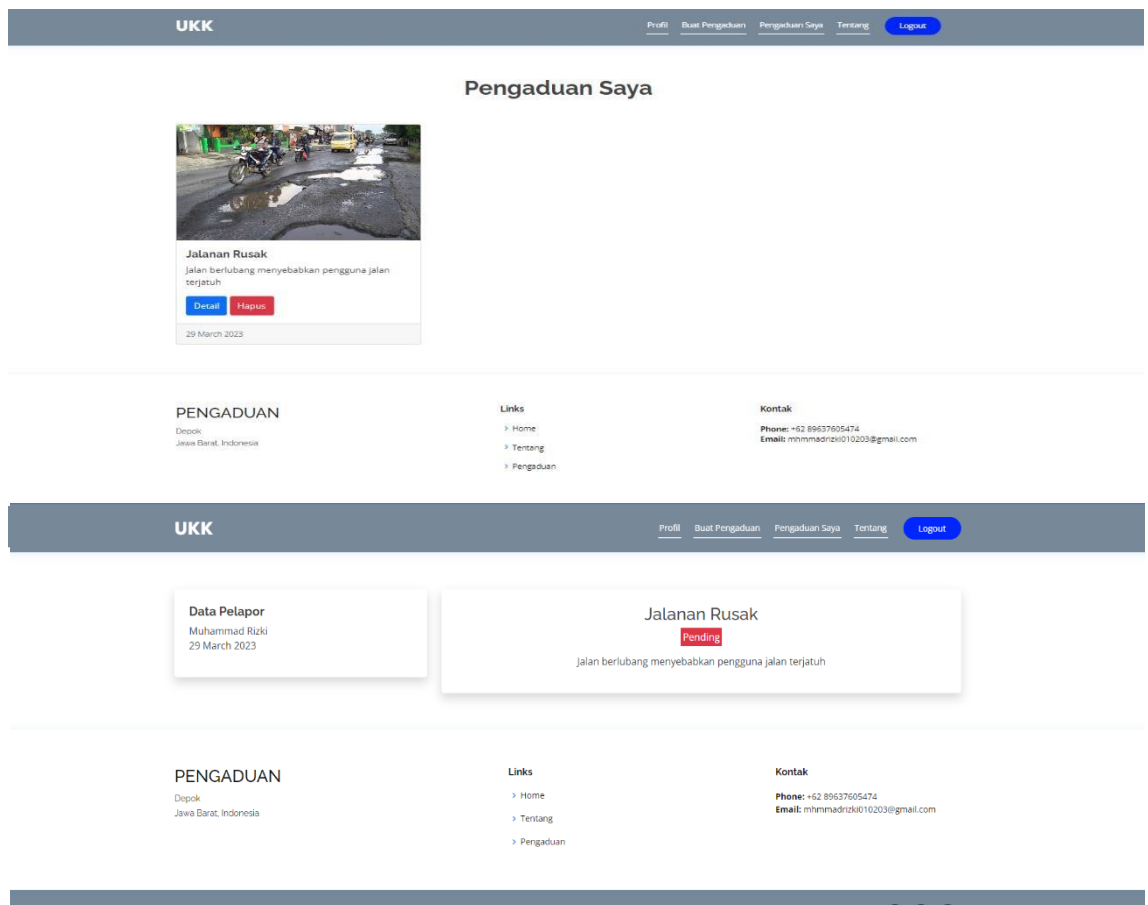 UKK
Profil Buat Pengaduan Pengaduan Saya Tentang Logout
Pengaduan Saya
Jalanan Rusak
Jalan berlubang menyebabkan pengguna jalan
terjatuh
Detail Hapus
29 March 2023
PENGADUAN
Depok
Jawa Barat, Indonesia
Links
Home
Tentang
Pengaduan
Kontak
Phone: +62 89637605474
Email: mhmmadrizki010203@gmail.com
UKK
Profil Buat Pengaduan Pengaduan Saya Tentang Logout
Data Pelapor
Muhammad Rizki
29 March 2023
Jalanan Rusak
Pending
Jalan berlubang menyebabkan pengguna jalan terjatuh
PENGADUAN
Depok
Jawa Barat, Indonesia
Links
Home
Tentang
Pengaduan
Kontak
Phone: +62 89637605474
Email: mhmmadrizki010203@gmail.com